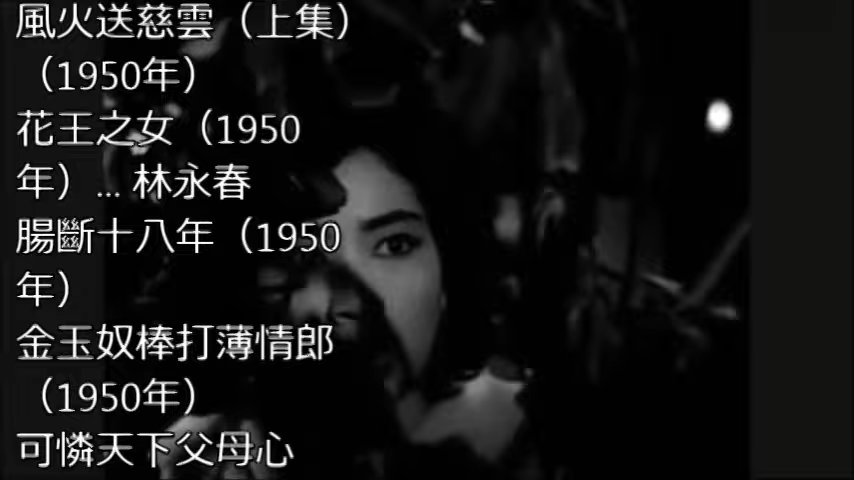 風火送慈雲（上集）
（1950年）
花王之女（1950
年）... 林永春
腸斷十八年（1950
年）
金玉奴棒打薄情郎
（1950年）
可憐天下父母心